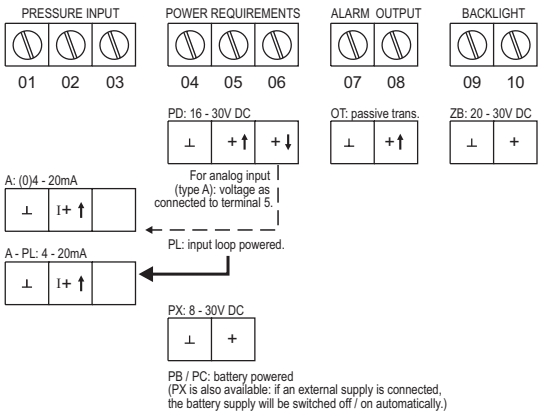 PRESSURE INPUT
POWER REQUIREMENTS
ALARM OUTPUT
BACKLIGHT
01 02 03
04 05 06
07 08
09 10
PD: 16 - 30V DC
⊥ + +
OT: passive trans.
⊥ +
ZB: 20 - 30V DC
⊥ +
For analog input
(type A): voltage as
connected to terminal 5.
A: (0)4 - 20mA
⊥ I+
PL: input loop powered.
A - PL: 4 - 20mA
⊥ I+
PX: 8 - 30V DC
⊥ +
PB / PC: battery powered
(PX is also available: if an external supply is connected,
the battery supply will be switched off / on automatically.)